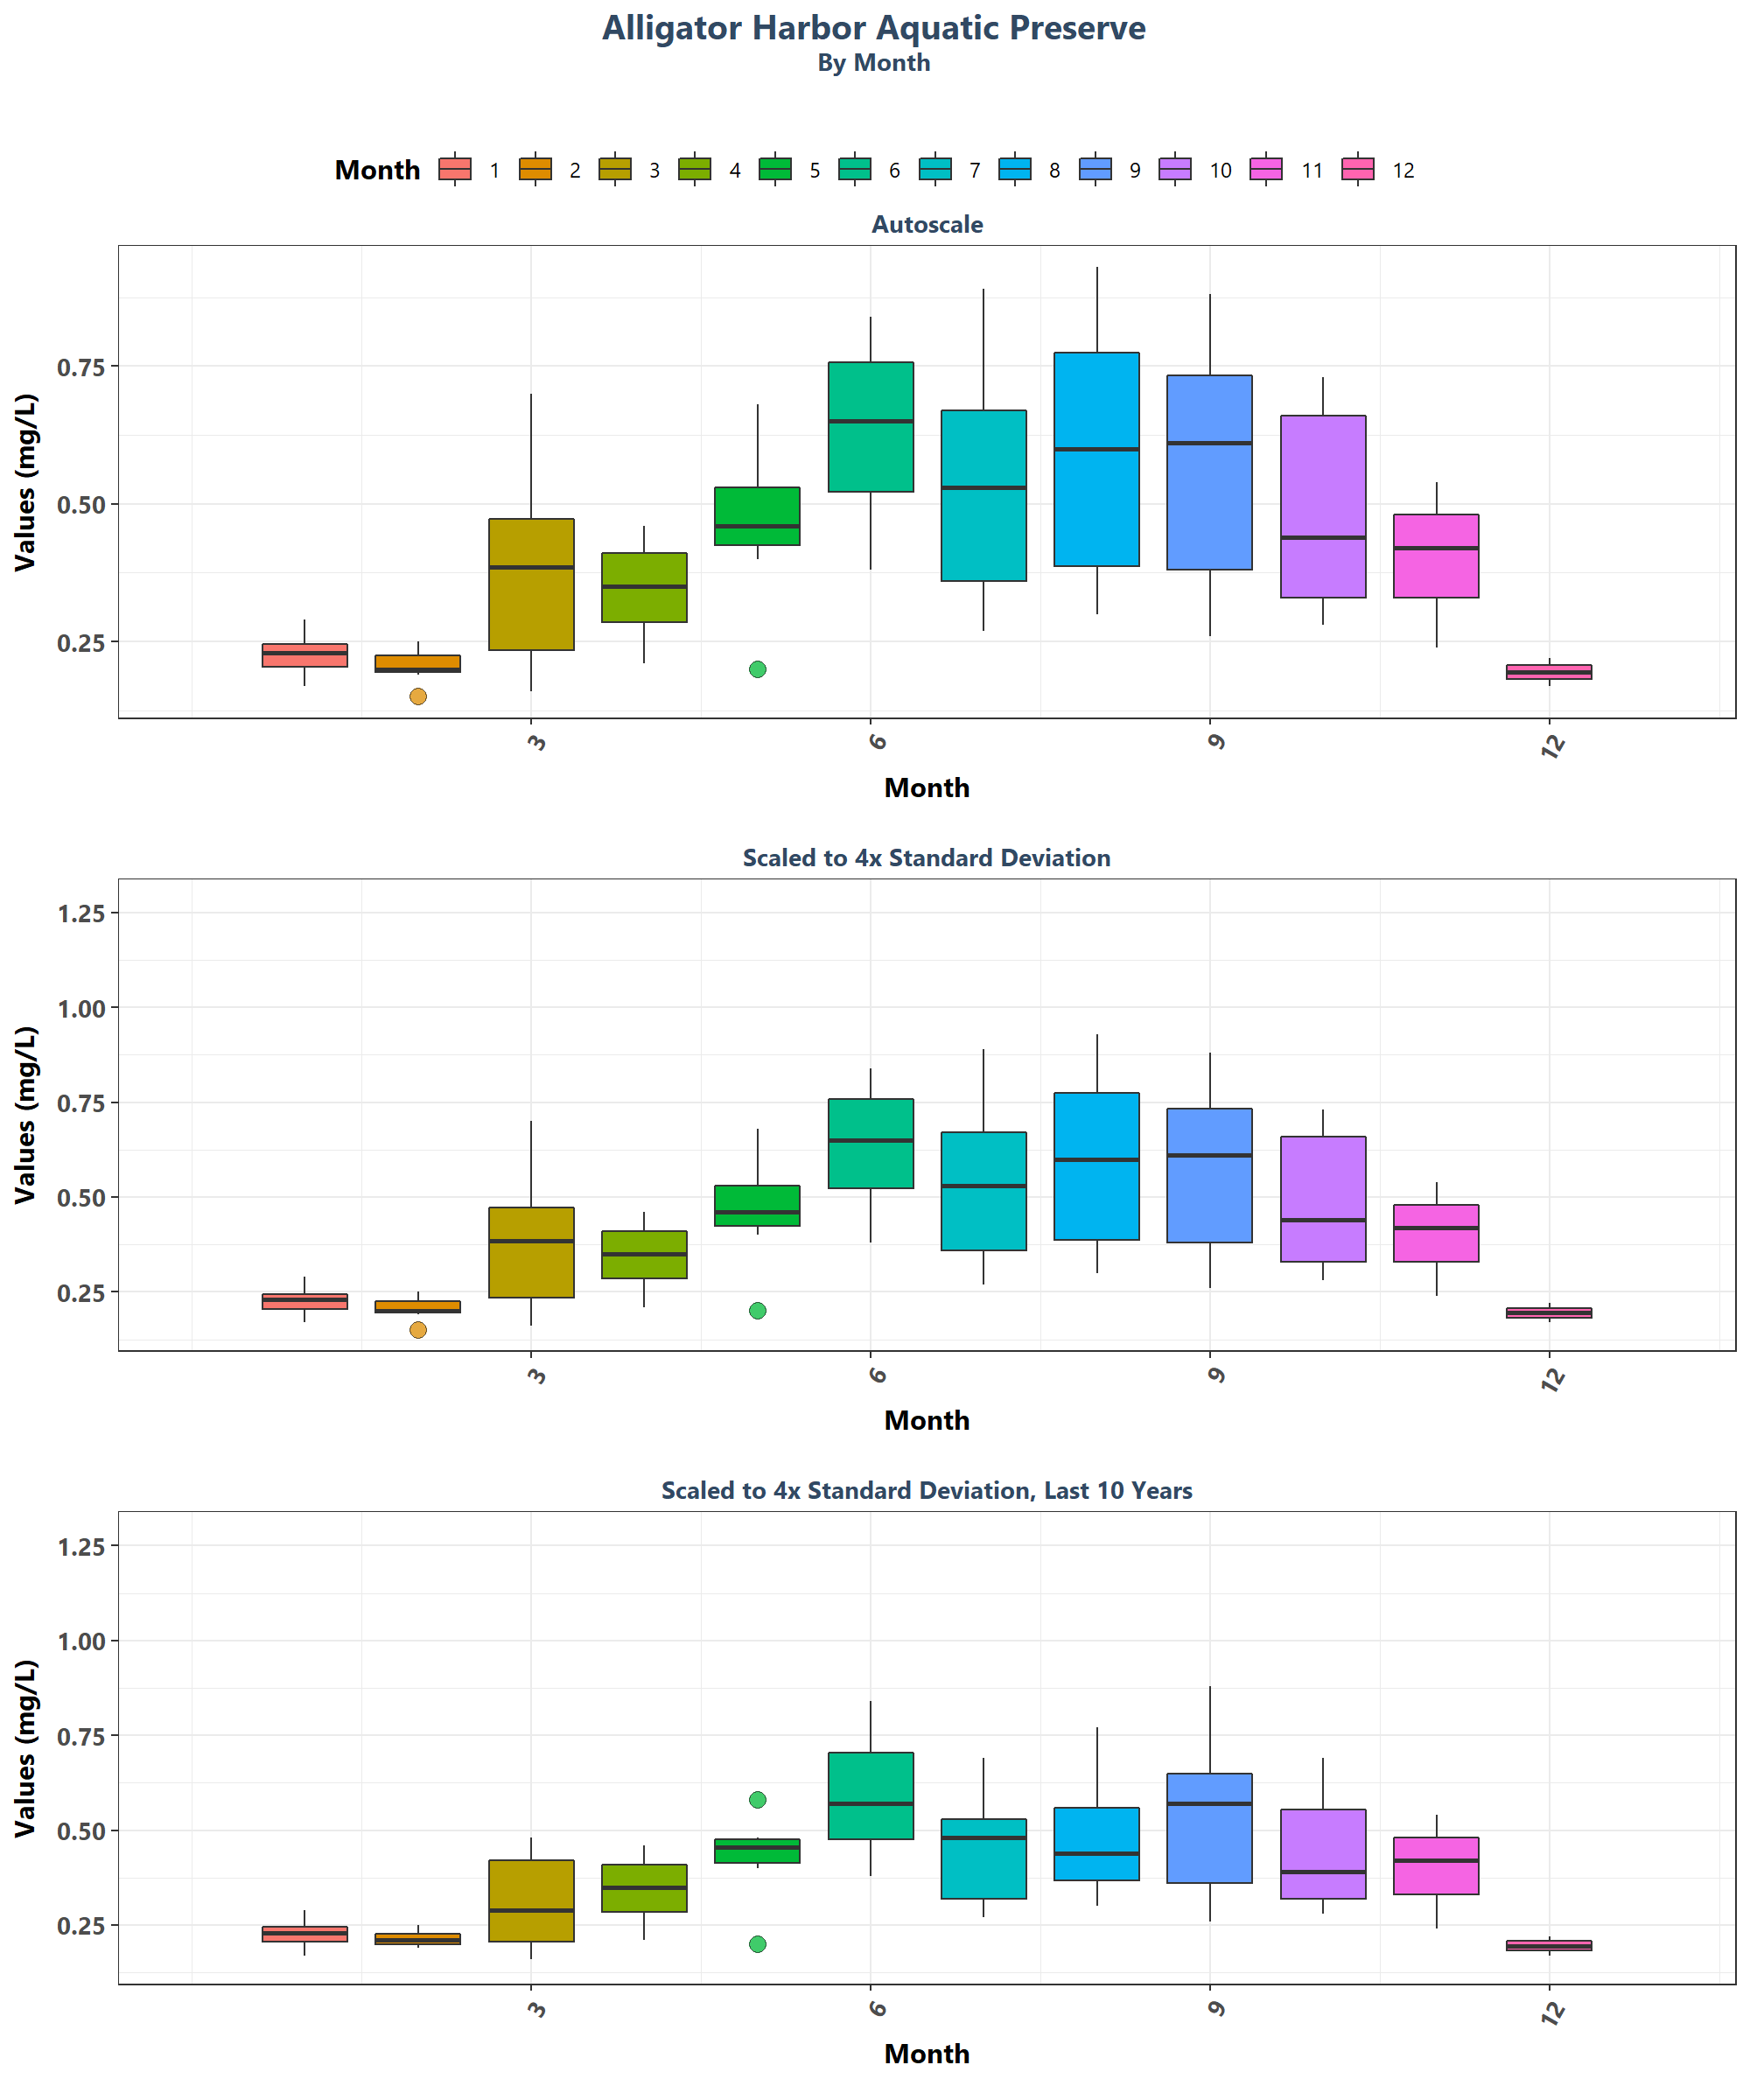 Alligator Harbor Aquatic Preserve
By Month
Month 1 2 3 4 5 6 7 8 9 10 11 12
Autoscale
Values (mg/L)
0.75
0.50
0.25
3 6 9 12
Month
Scaled to 4x Standard Deviation
Values (mg/L)
1.25
1.00
0.75
0.50
0.25
3 6 9 12
Month
Scaled to 4x Standard Deviation, Last 10 Years
Values (mg/L)
1.25
1.00
0.75
0.50
0.25
3 6 9 12
Month